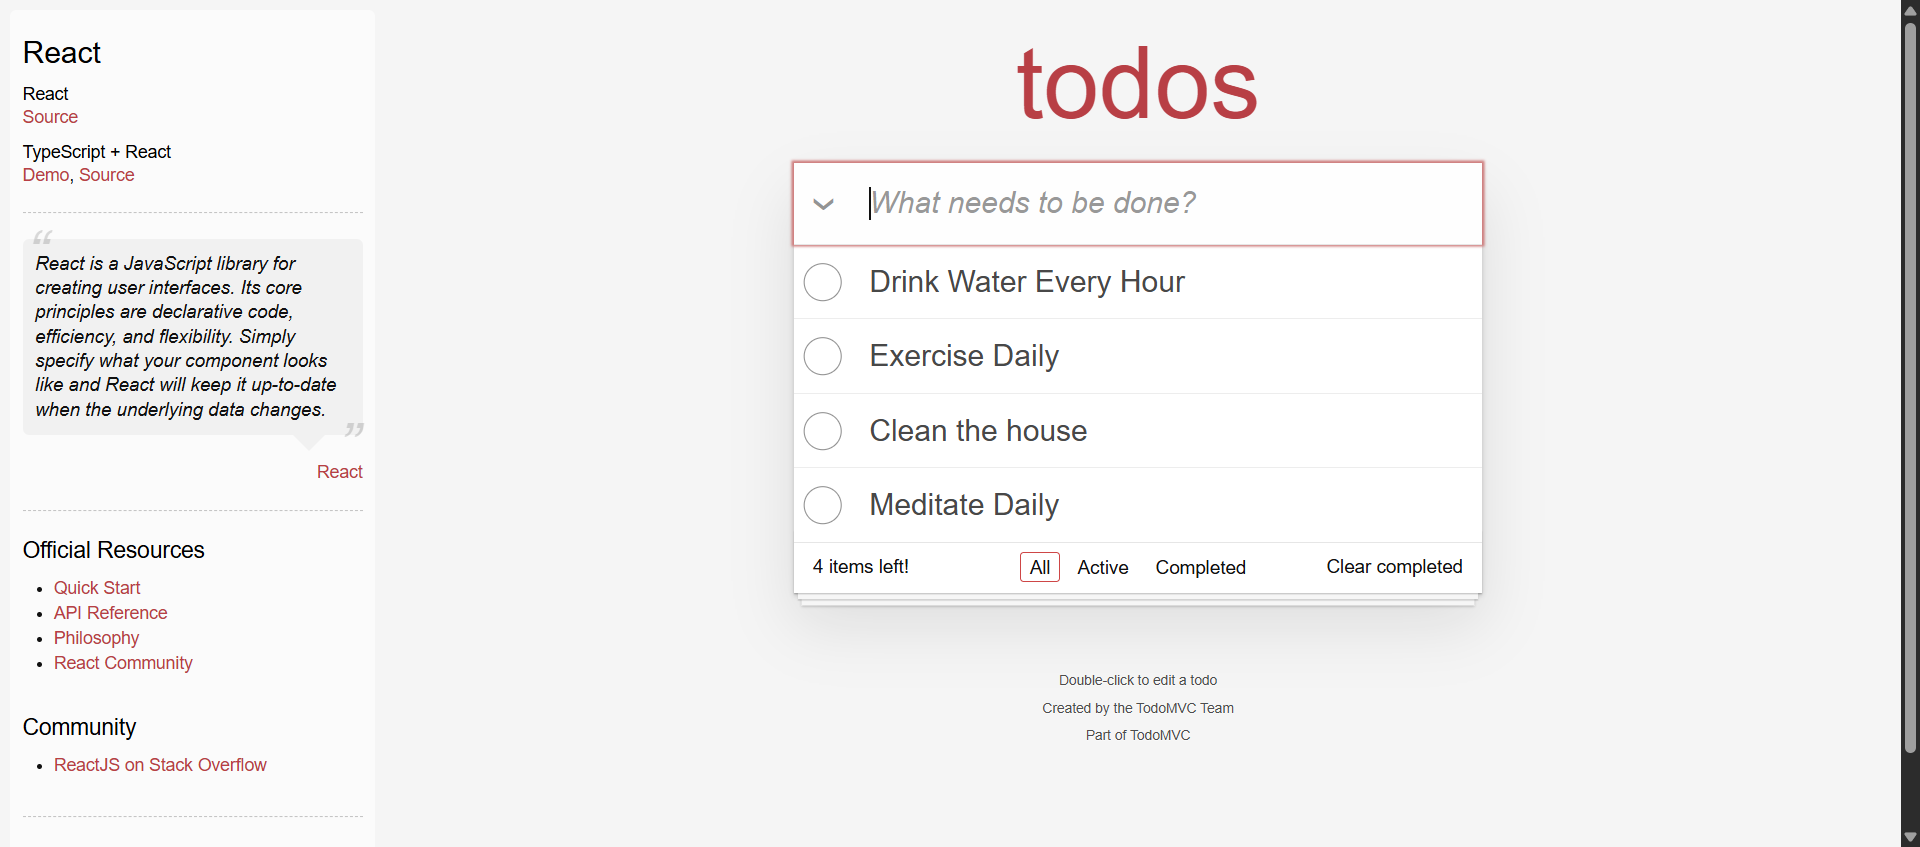 React
React
Source
TypeScript + React
Demo, Source
“
React is a JavaScript library for
creating user interfaces. Its core
principles are declarative code,
efficiency, and flexibility. Simply
specify what your component looks
like and React will keep it up-to-date
when the underlying data changes.
”
React
Official Resources
Quick Start
API Reference
Philosophy
React Community
Community
ReactJS on Stack Overflow
todos
What needs to be done?
Drink Water Every Hour
Exercise Daily
Clean the house
Meditate Daily
4 items left! All Active Completed Clear completed
Double-click to edit a todo
Created by the TodoMVC Team
Part of TodoMVC